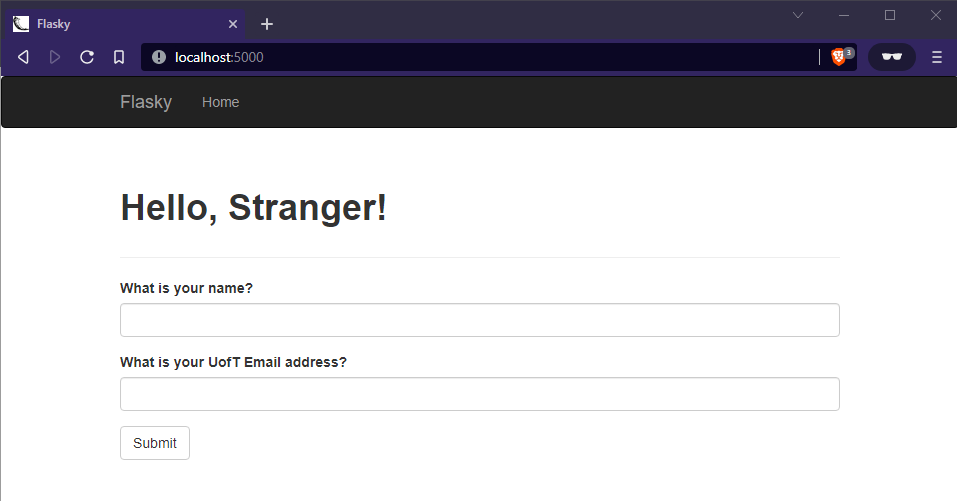 Flasky
localhost:5000
3
Flasky Home
Hello, Stranger!
What is your name?
What is your UofT Email address?
Submit